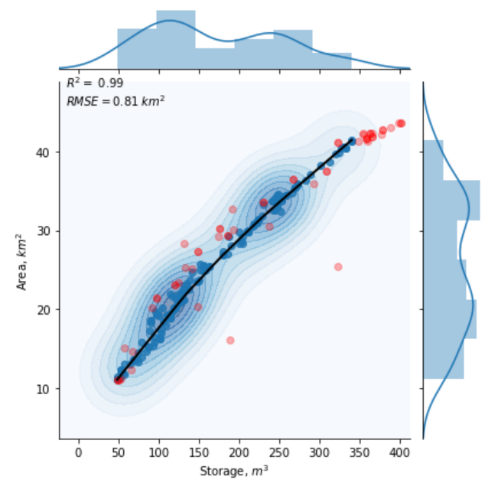 R² = 0.99
RMSE = 0.81 km²
40
30
20
10
Area, km²
0 50 100 150 200 250 300 350 400
Storage, m³